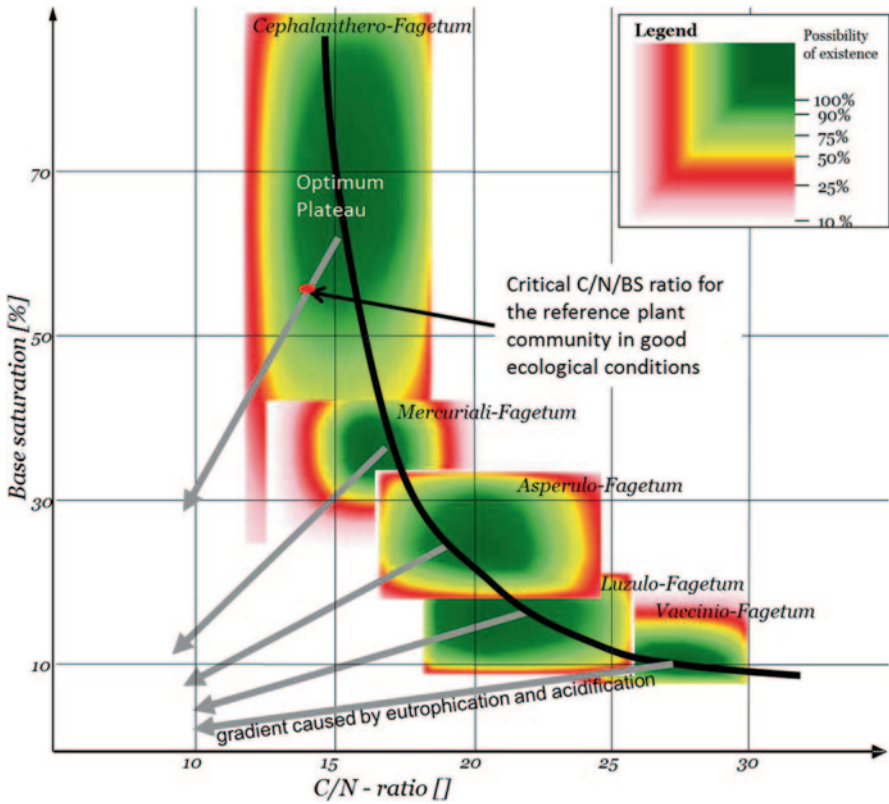 Cephalanthero-Fagetum
Legend
Possibility
of existence
100%
90%
75%
50%
25%
10 %
70
Optimum
Plateau
Critical C/N/BS ratio for
the reference plant
community in good
ecological conditions
50
Base saturation [%]
Mercuriali-Fagetum
Asperulo-Fagetum
30
Luzulo-Fagetum
Vaccinio-Fagetum
10
gradient caused by eutrophication and acidification
10
15
20
25
30
C/N - ratio []